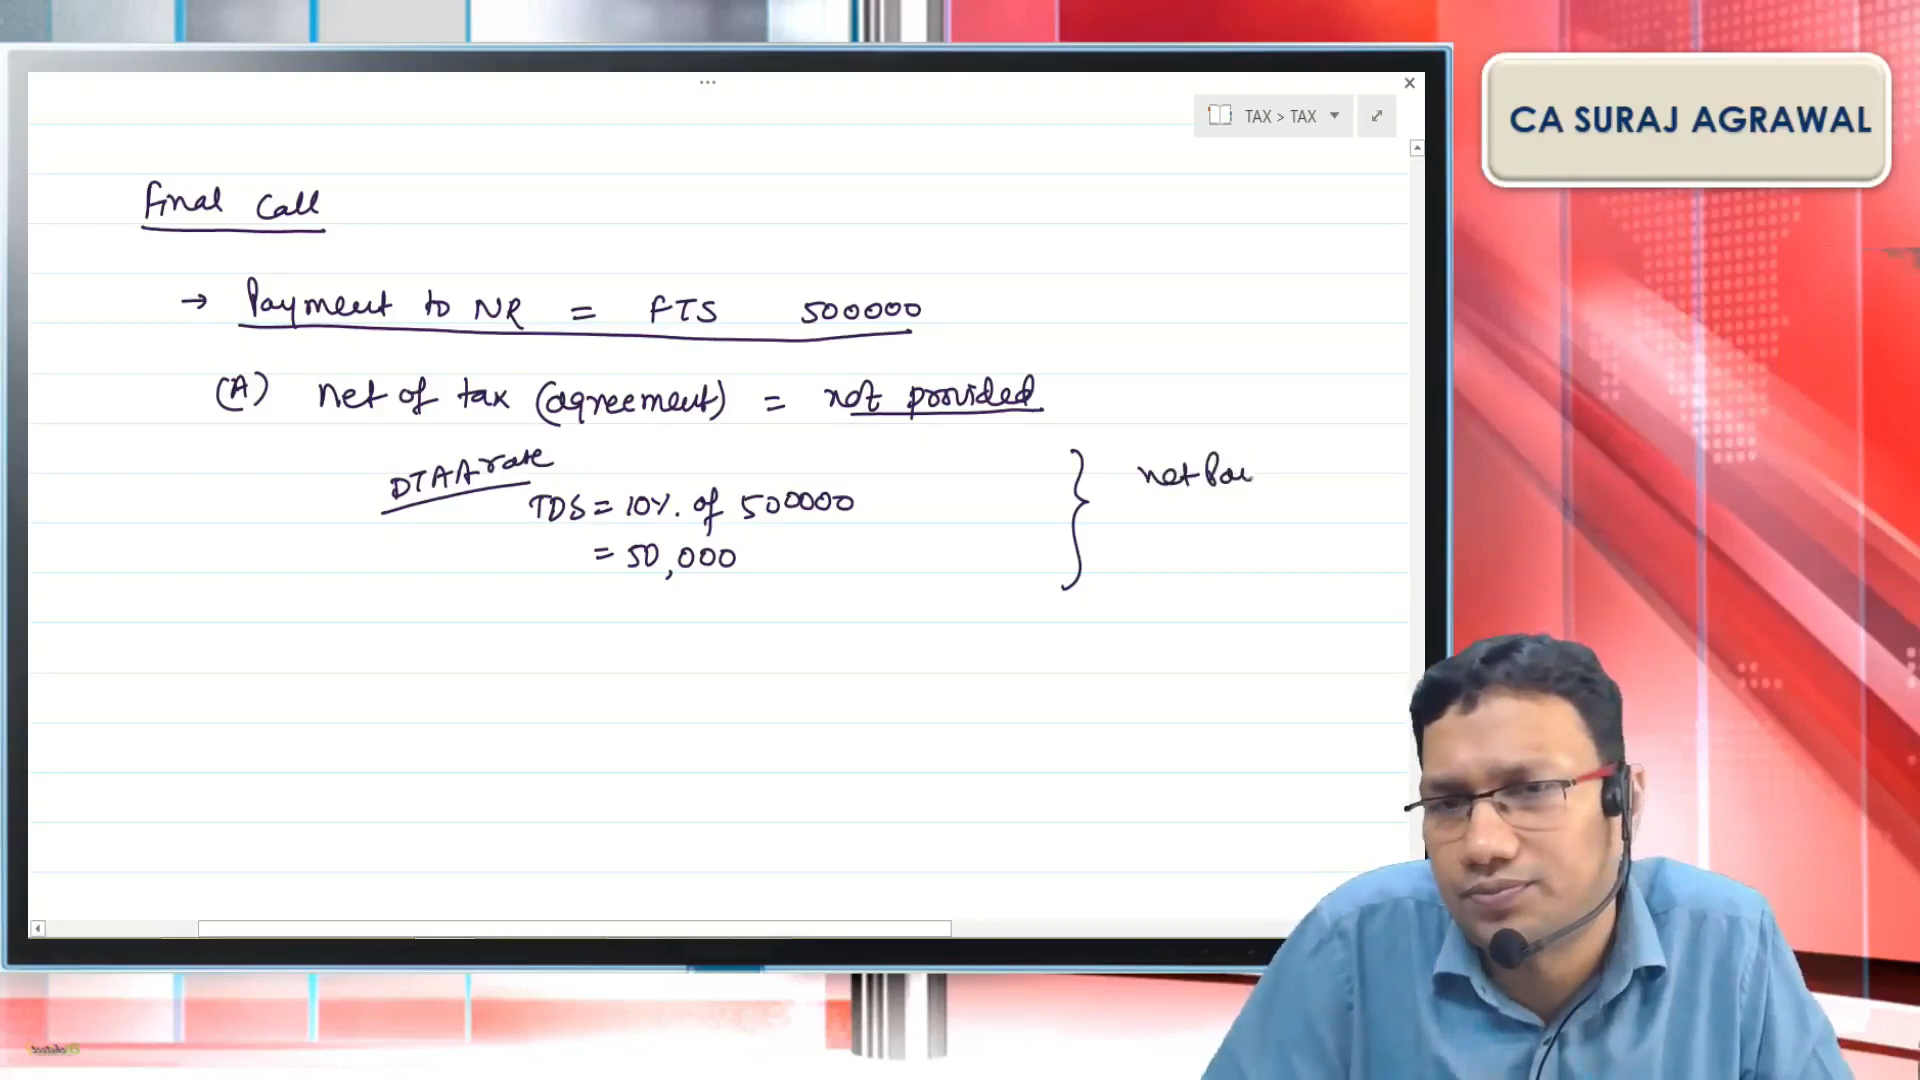 ...
TAX > TAX
CA SURAJ AGRAWAL
Final Call
→ Payment to NR = FTS 500000
(A) net of tax (agreement) = not provided
DTAA rate
TDS = 10%. of 500000
= 50,000
net